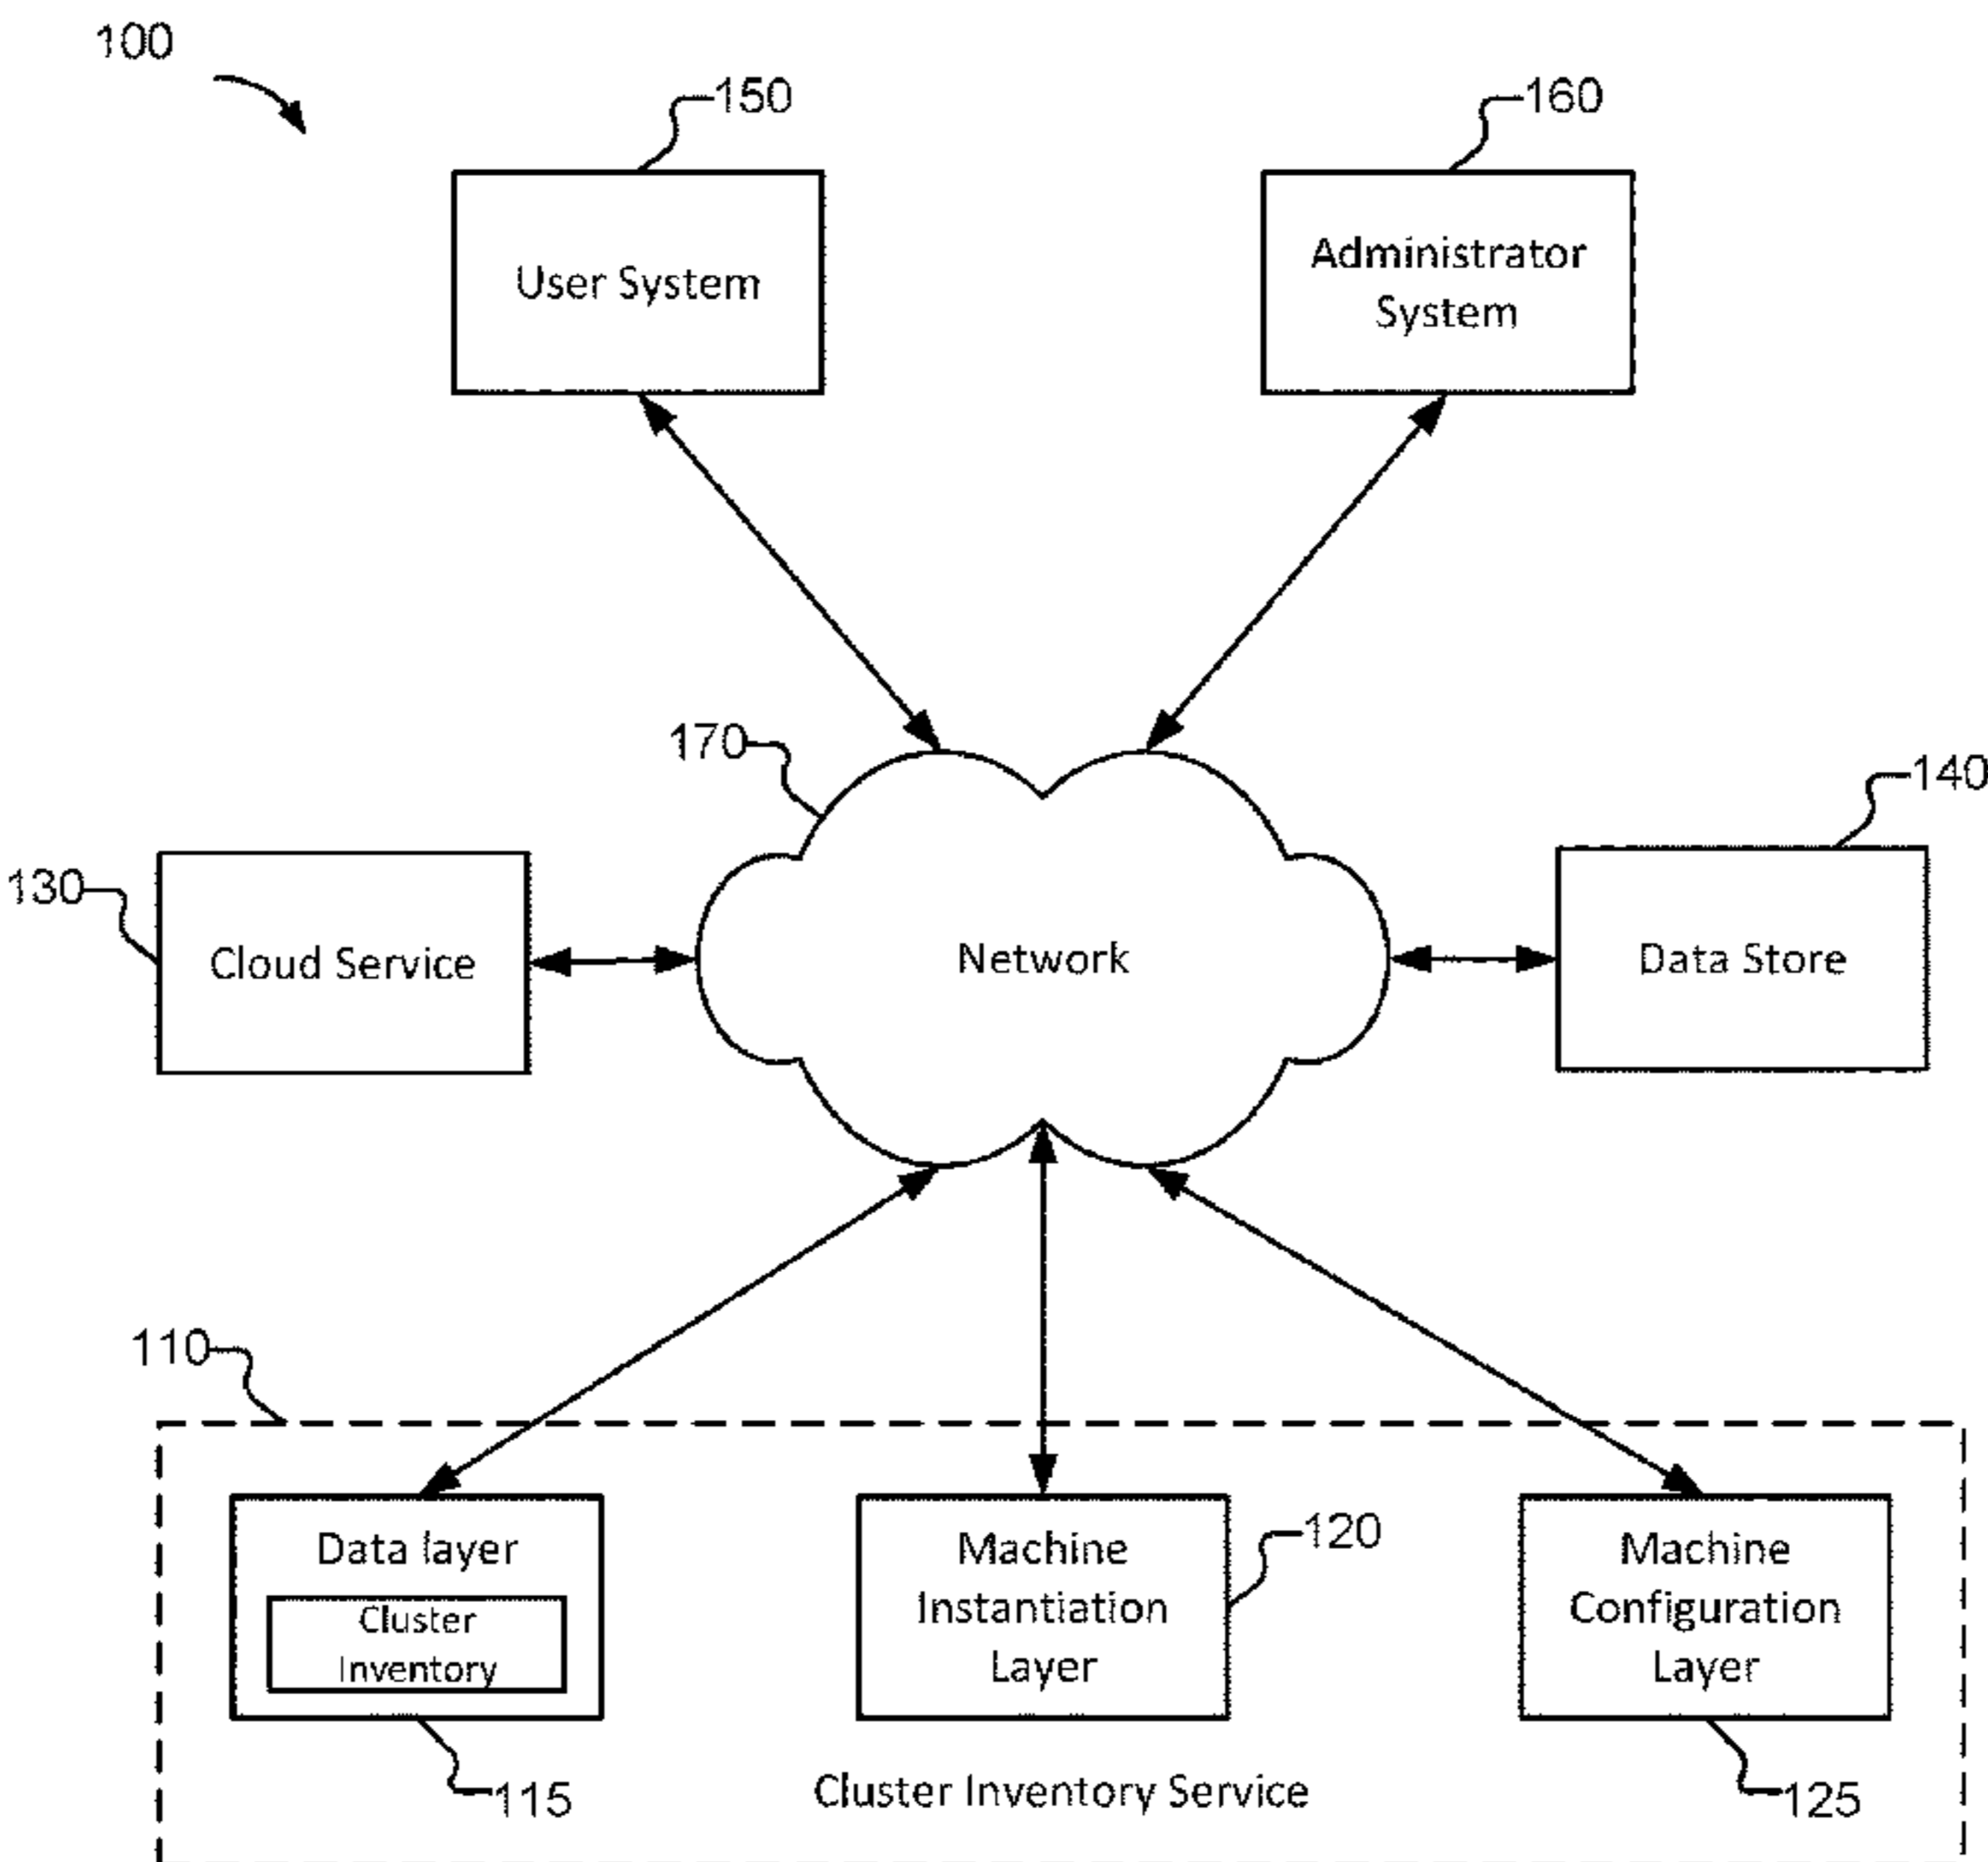 100
150
160
User System
Administrator
System
170
140
130
Cloud Service
Network
Data Store
110
Data layer
Cluster
Inventory
Machine
Instantiation
Layer
120
Machine
Configuration
Layer
115
Cluster Inventory Service
125